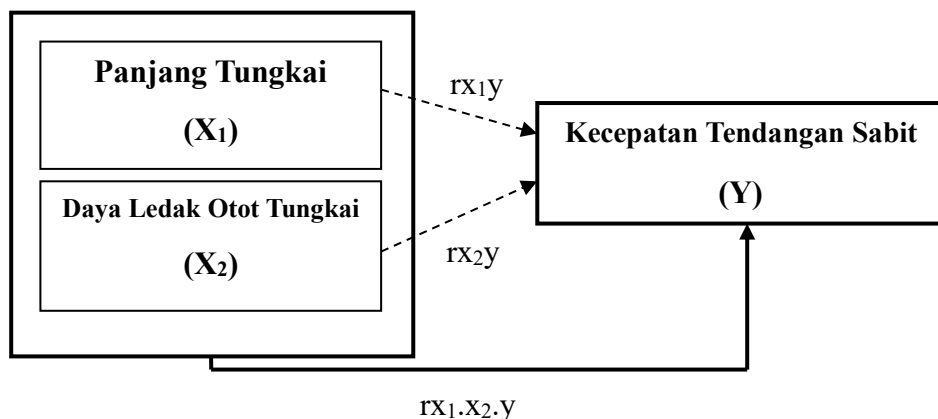 Panjang Tungkai
(X₁)
rx₁y
Kecepatan Tendangan Sabit
(Y)
Daya Ledak Otot Tungkai
(X₂)
rx₂y
rx₁.x₂.y